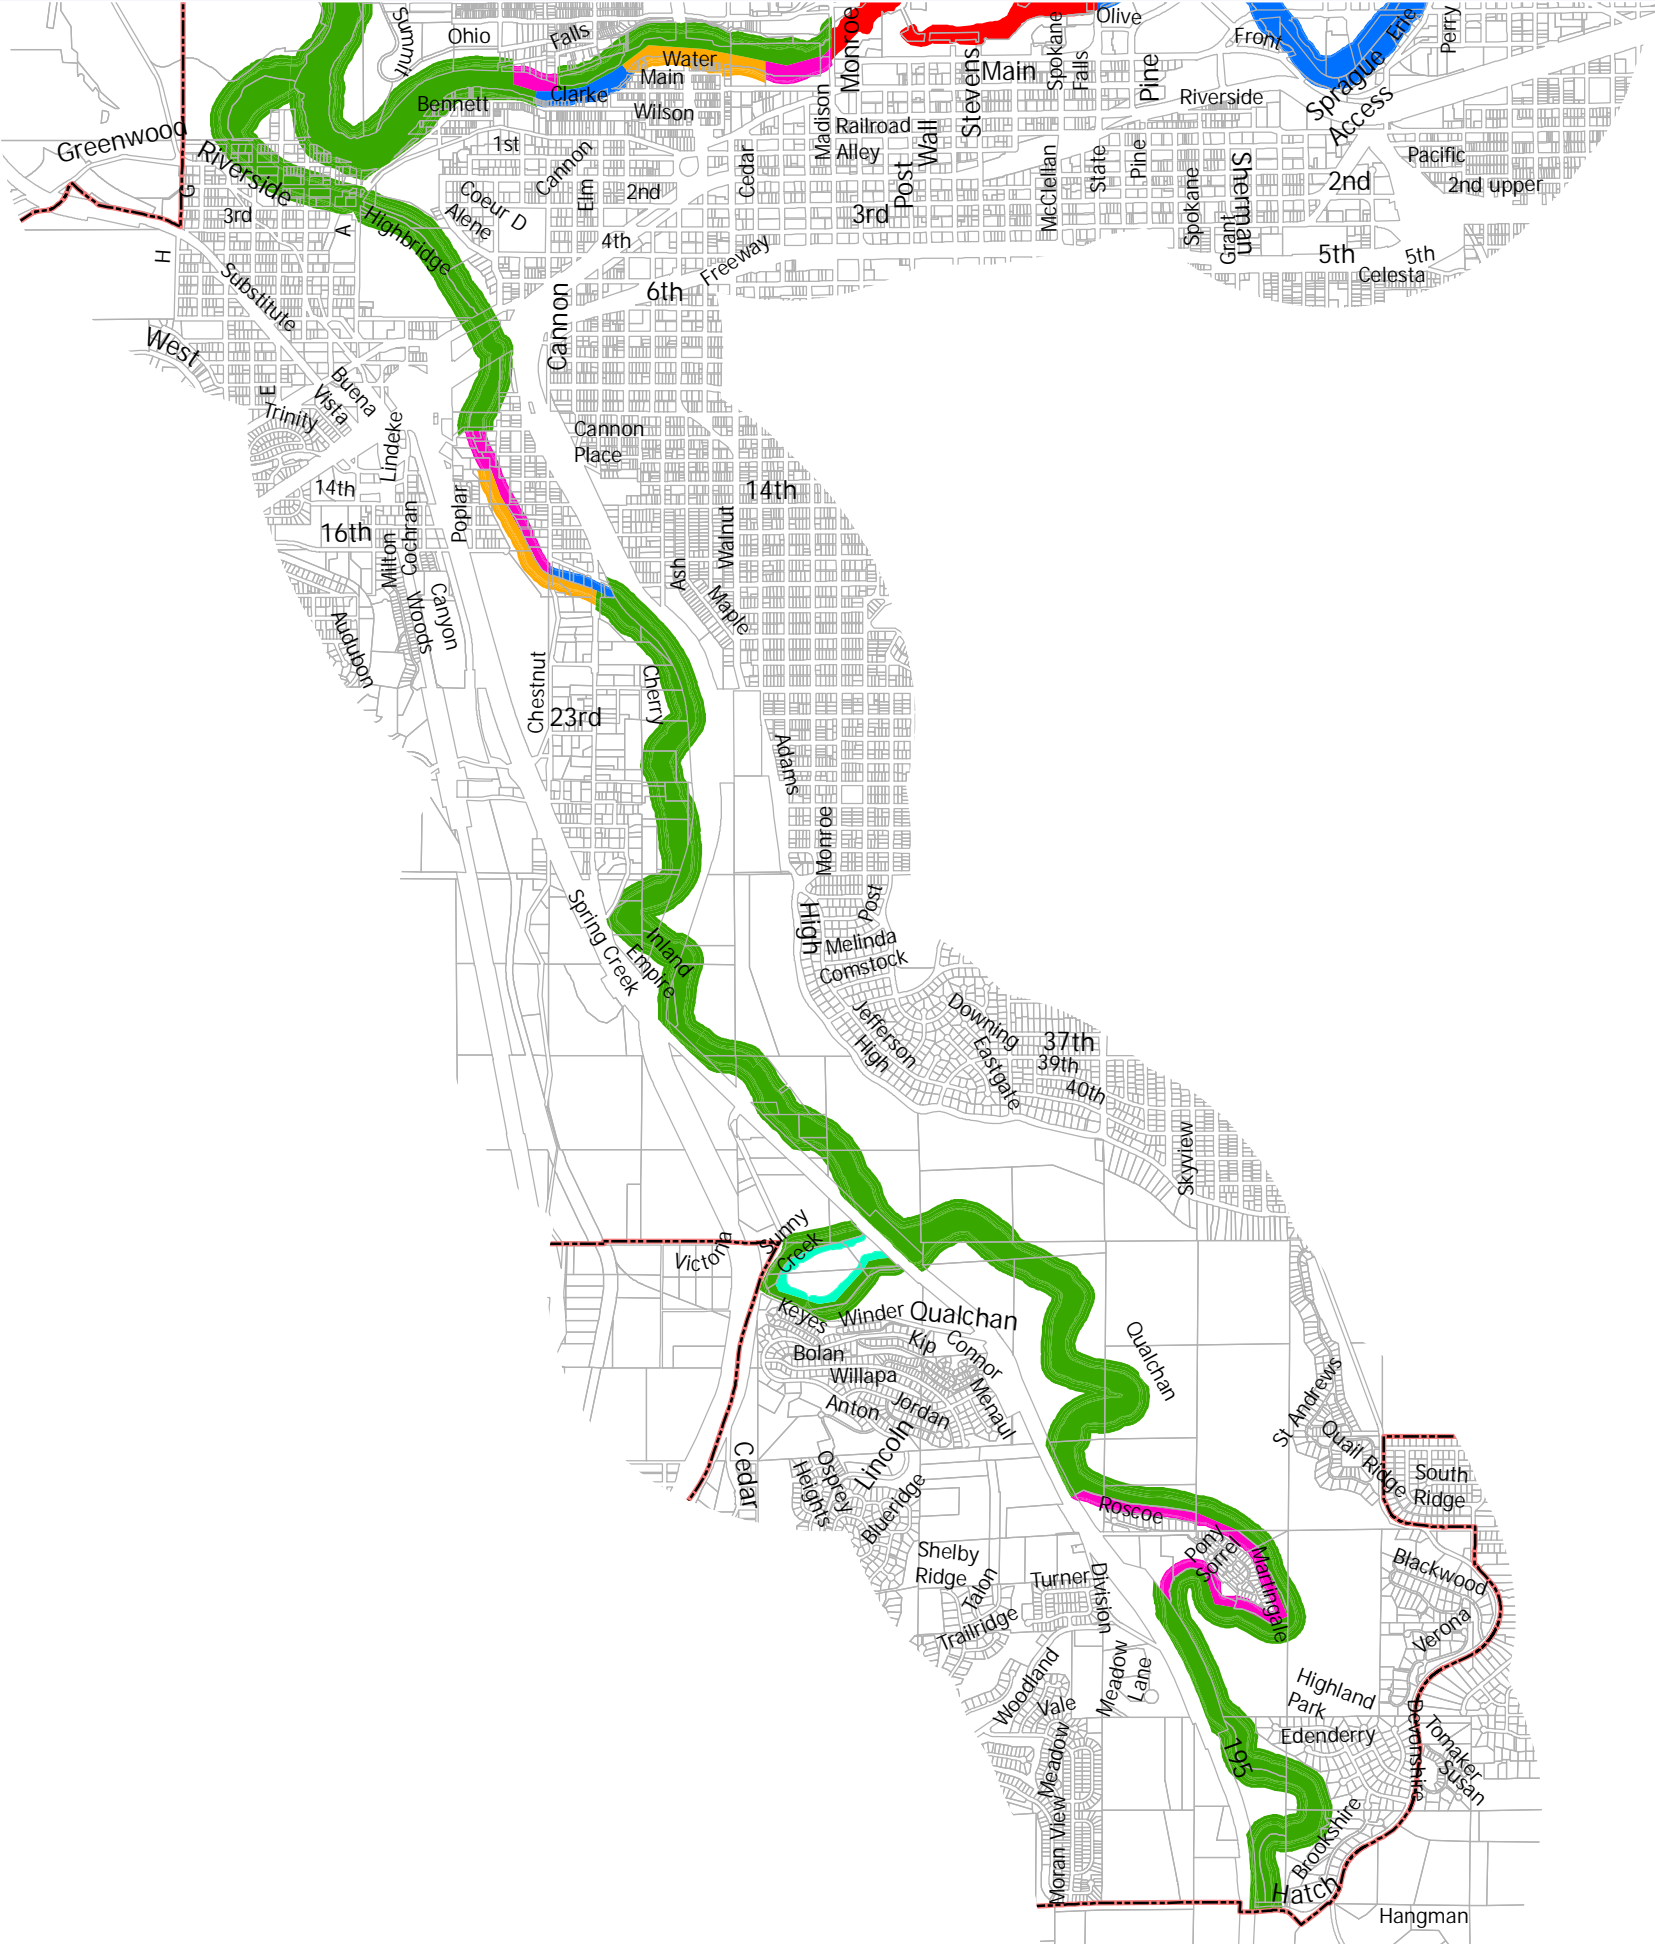 Summit
Ohio
Falls
Water
Main
Clarke
Bennett
Wilson
Monroe
Madison
Railroad
Alley
Wall
Post
Stevens
Main
Spokane
Falls
Olive
Pine
Front
Riverside
Sprague
Access
Erie
Perry
Greenwood
Riverside
G
H
3rd
A
Highbridge
1st
Cannon
Elm
2nd
Coeur D
Alene
4th
Cedar
Freeway
6th
3rd
McClellan
State
Pine
Spokane
Sherman
Grant
2nd
Pacific
2nd upper
5th
5th
Celesta
Substitute
West
E
Buena
Vista
Trinity
Lindeke
Cannon
Cannon
Place
14th
16th
Milton
Cochran
Poplar
Woods
Canyon
Audubon
14th
Walnut
Ash
Maple
Chestnut
23rd
Cherry
Adams
Monroe
Post
High
Melinda
Comstock
Spring Creek
Inland
Empire
Jefferson
High
Downing
Eastgate
37th
39th
40th
Skyview
Victoria
Sunny
Creek
Keyes
Winder
Qualchan
Kip
Connor
Bolan
Willapa
Menaul
Anton
Jordan
Lincoln
Qualchan
Cedar
Osprey
Heights
Blueridge
St Andrews
Quail Ridge
South
Ridge
Roscoe
Pony
Sorrel
Martingale
Shelby
Ridge
Talon
Turner
Division
Trailridge
Blackwood
Verona
Woodland
Vale
Meadow
Lane
Highland
Park
Edenderry
Devonshire
Tomaker
Susan
195
Meadow
Moran View
Brookshire
Hatch
Hangman